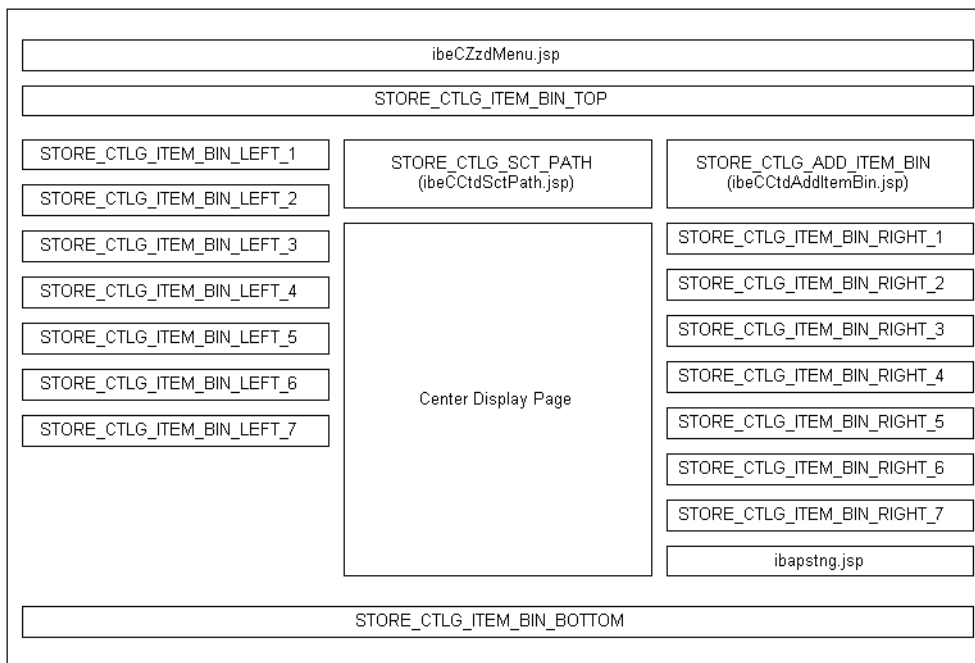 ibeCZzdMenu.jsp
STORE_CTLG_ITEM_BIN_TOP
STORE_CTLG_ITEM_BIN_LEFT_1
STORE_CTLG_ITEM_BIN_LEFT_2
STORE_CTLG_ITEM_BIN_LEFT_3
STORE_CTLG_ITEM_BIN_LEFT_4
STORE_CTLG_ITEM_BIN_LEFT_5
STORE_CTLG_ITEM_BIN_LEFT_6
STORE_CTLG_ITEM_BIN_LEFT_7
STORE_CTLG_SCT_PATH
(ibeCCtdSctPath.jsp)
Center Display Page
STORE_CTLG_ADD_ITEM_BIN
(ibeCCtdAddItemBin.jsp)
STORE_CTLG_ITEM_BIN_RIGHT_1
STORE_CTLG_ITEM_BIN_RIGHT_2
STORE_CTLG_ITEM_BIN_RIGHT_3
STORE_CTLG_ITEM_BIN_RIGHT_4
STORE_CTLG_ITEM_BIN_RIGHT_5
STORE_CTLG_ITEM_BIN_RIGHT_6
STORE_CTLG_ITEM_BIN_RIGHT_7
ibapstng.jsp
STORE_CTLG_ITEM_BIN_BOTTOM